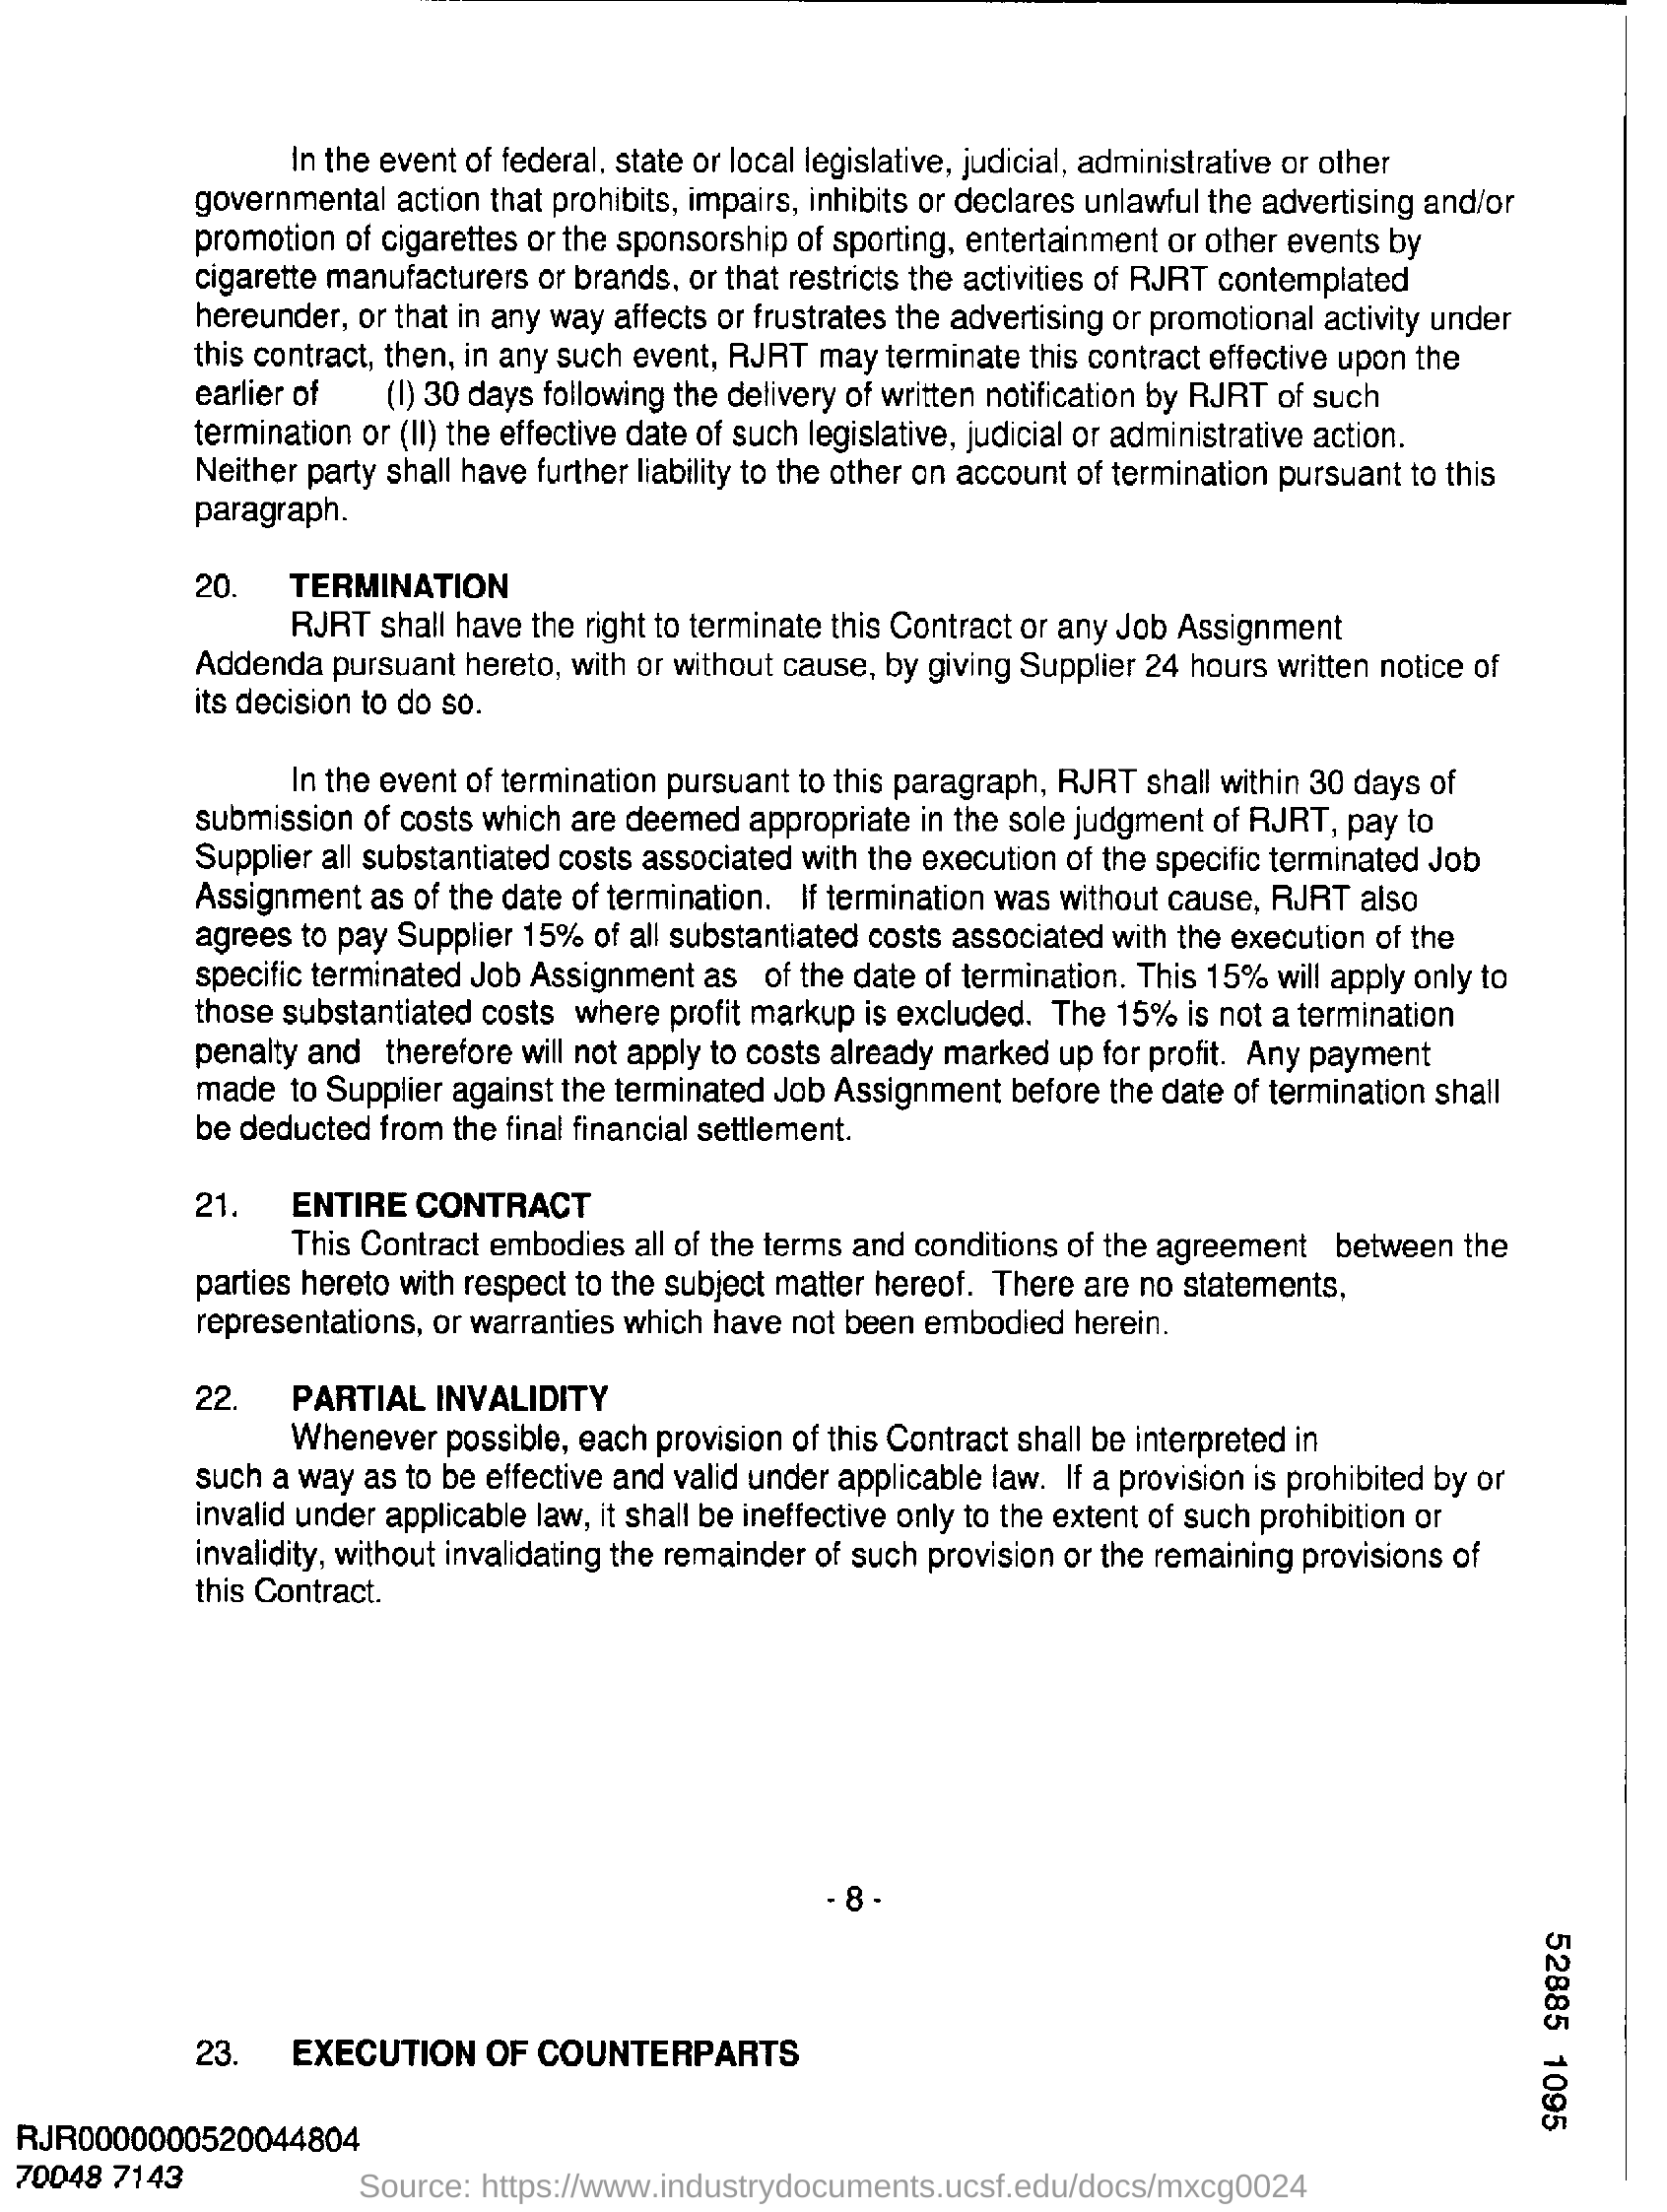 In the event of federal, state or local legislative, judicial, administrative or other
governmental action that prohibits, impairs, inhibits or declares unlawful the advertising and/or
promotion of cigarettes or the sponsorship of sporting, entertainment or other events by
cigarette manufacturers or brands, or that restricts the activities of RJRT contemplated
hereunder, or that in any way affects or frustrates the advertising or promotional activity under
this contract, then, in any such event, RJRT may terminate this contract effective upon the
earlier of (I) 30 days following the delivery of written notification by RJRT of such
termination or (II) the effective date of such legislative, judicial or administrative action.
Neither party shall have further liability to the other on account of termination pursuant to this
paragraph.
20. TERMINATION
RJRT shall have the right to terminate this Contract or any Job Assignment
Addenda pursuant hereto, with or without cause, by giving Supplier 24 hours written notice of
its decision to do so.
In the event of termination pursuant to this paragraph, RJRT shall within 30 days of
submission of costs which are deemed appropriate in the sole judgment of RJRT, pay to
Supplier all substantiated costs associated with the execution of the specific terminated Job
Assignment as of the date of termination. If termination was without cause, RJRT also
agrees to pay Supplier 15% of all substantiated costs associated with the execution of the
specific terminated Job Assignment as of the date of termination. This 15% will apply only to
those substantiated costs where profit markup is excluded. The 15% is not a termination
penalty and therefore will not apply to costs already marked up for profit. Any payment
made to Supplier against the terminated Job Assignment before the date of termination shall
be deducted from the final financial settlement.
21. ENTIRE CONTRACT
This Contract embodies all of the terms and conditions of the agreement between the
parties hereto with respect to the subject matter hereof. There are no statements,
representations, or warranties which have not been embodied herein.
22. PARTIAL INVALIDITY
Whenever possible, each provision of this Contract shall be interpreted in
such a way as to be effective and valid under applicable law. If a provision is prohibited by or
invalid under applicable law, it shall be ineffective only to the extent of such prohibition or
invalidity, without invalidating the remainder of such provision or the remaining provisions of
this Contract.
- 8 -
52885 1095
23. EXECUTION OF COUNTERPARTS
RJR0000000520044804
70048 7143
Source: https://www.industrydocuments.ucsf.edu/docs/mxcg0024